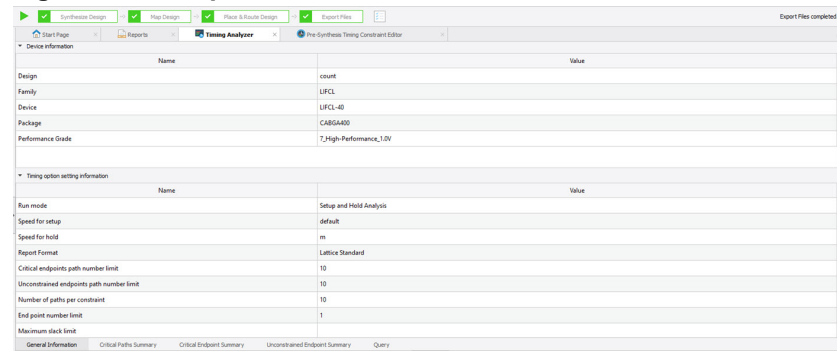 Synthesize Design Map Design Place & Route Design Export Files Export Files completed
Start Page Reports Timing Analyzer Pre-Synthesis Timing Constraint Editor
Device information
Name Value
Design count
Family LIFCL
Device LIFCL-40
Package CABGA400
Performance Grade 7_High-Performance_1.0V
Timing option setting information
Name Value
Run mode Setup and Hold Analysis
Speed for setup default
Speed for hold m
Report Format Lattice Standard
Critical endpoints path number limit 10
Unconstrained endpoints path number limit 10
Number of paths per constraint 10
End point number limit 1
Maximum slack limit
General Information Critical Paths Summary Critical Endpoint Summary Unconstrained Endpoint Summary Query